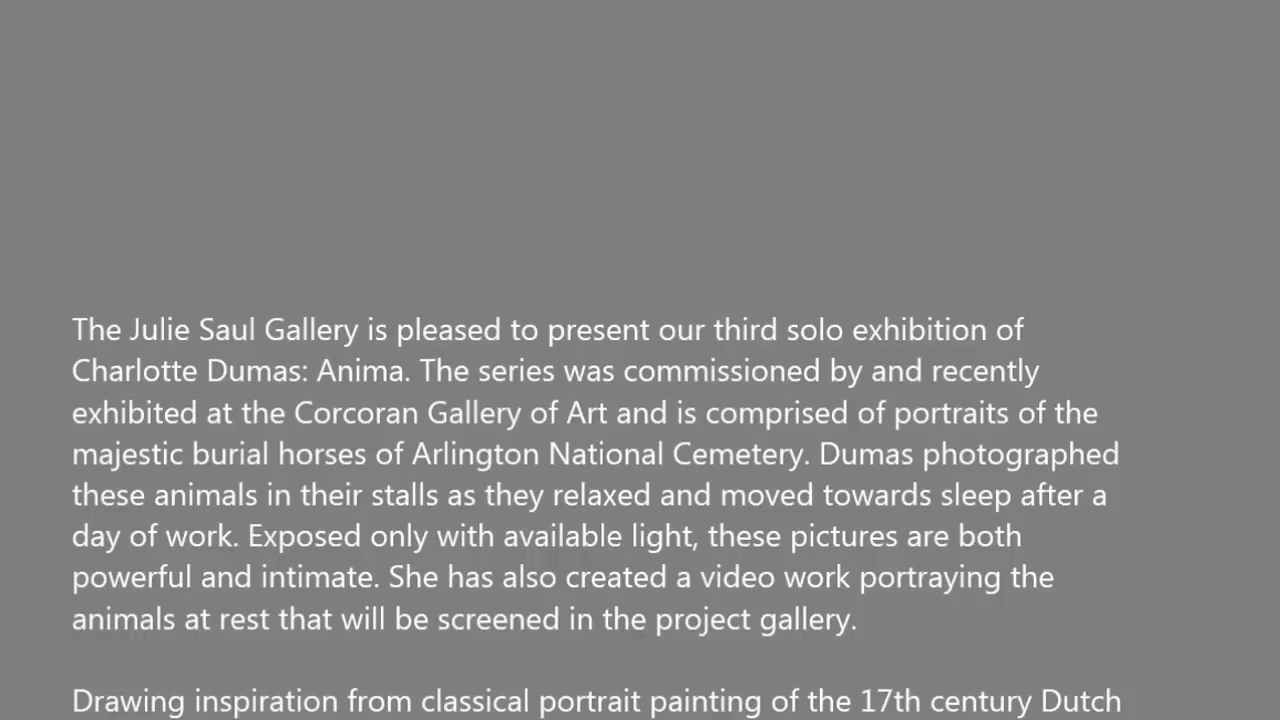 The Julie Saul Gallery is pleased to present our third solo exhibition of
Charlotte Dumas: Anima. The series was commissioned by and recently
exhibited at the Corcoran Gallery of Art and is comprised of portraits of the
majestic burial horses of Arlington National Cemetery. Dumas photographed
these animals in their stalls as they relaxed and moved towards sleep after a
day of work. Exposed only with available light, these pictures are both
powerful and intimate. She has also created a video work portraying the
animals at rest that will be screened in the project gallery.
Drawing inspiration from classical portrait painting of the 17th century Dutch